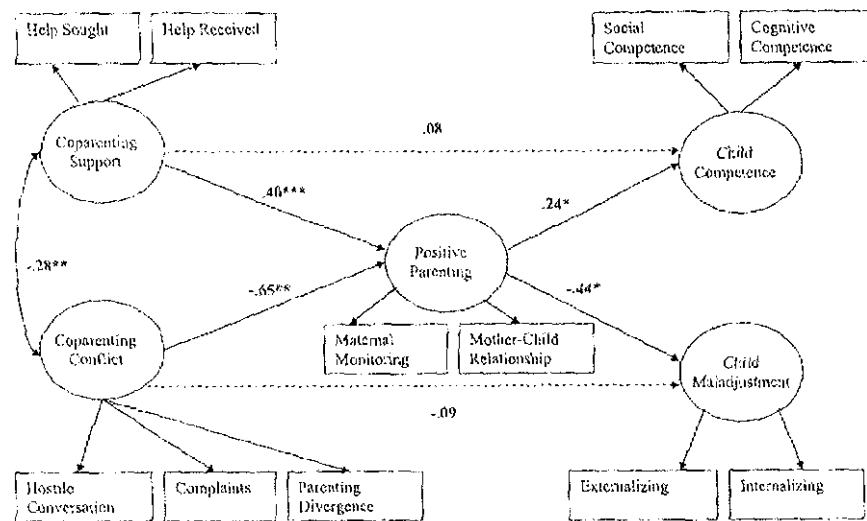 Help Sought
Help Received
Social
Competence
Cognitive
Competence
Coparenting
Support
.08
Child
Competence
.40***
.24*
Positive
Parenting
-.28**
-.65**
-.44*
Maternal
Monitoring
Mother-Child
Relationship
Coparenting
Conflict
Child
Maladjustment
-.09
Hostile
Conversation
Complaints
Parenting
Divergence
Externalizing
Internalizing